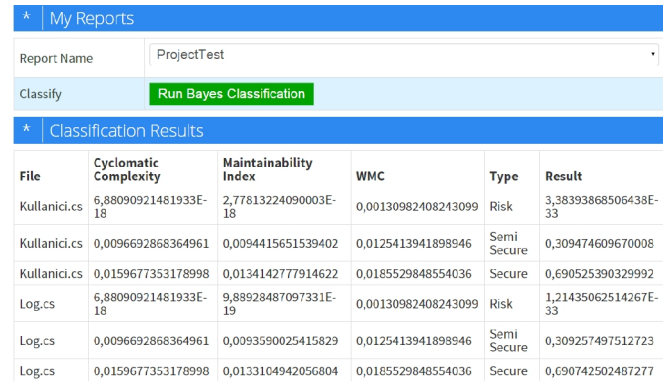 * My Reports
Report Name ProjectTest
Classify Run Bayes Classification
* Classification Results
File Cyclomatic Complexity Maintainability Index WMC Type Result
Kullanici.cs 6,88090921481933E-18 2,77813224090003E-18 0,00130982408243099 Risk 3,38393868506438E-33
Kullanici.cs 0,0096692868364961 0,0094415651539402 0,0125413941898946 Semi Secure 0,309474609670008
Kullanici.cs 0,0159677353178998 0,0134142777914622 0,0185529848554036 Secure 0,690525390329992
Log.cs 6,88090921481933E-18 9,88928487097331E-19 0,00130982408243099 Risk 1,21435062514267E-33
Log.cs 0,0096692868364961 0,0093590025415829 0,0125413941898946 Semi Secure 0,309257497512723
Log.cs 0,0159677353178998 0,0133104942056804 0,0185529848554036 Secure 0,690742502487277